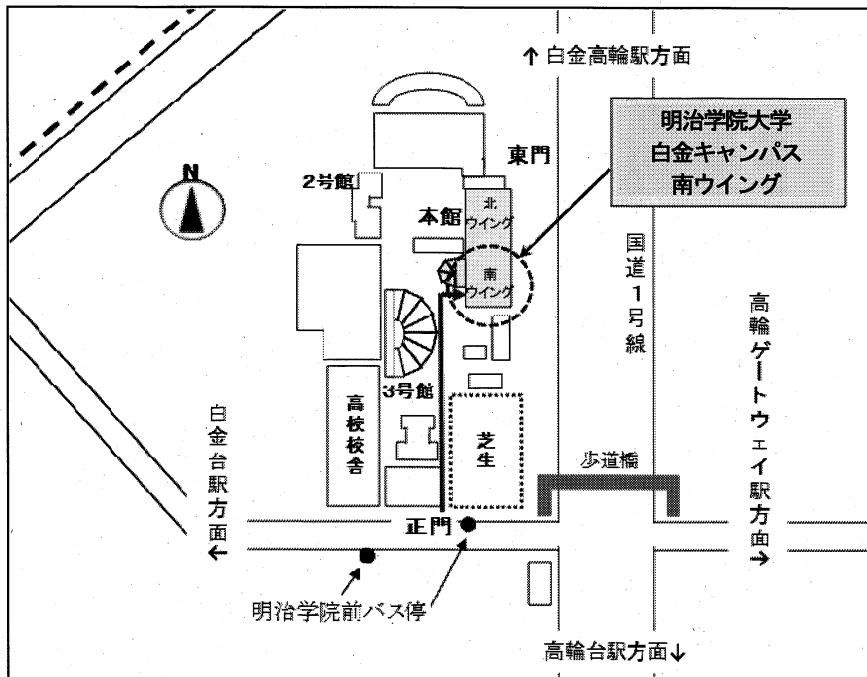 ↑白金高輪駅方面
明治学院大学
白金キャンパス
南ウイング
N
東門
2号館
本館
北
ウイング
南
ウイング
国道1号線
高輪ゲートウェイ駅方面→
3号館
高校校舎
芝生
白金台駅方面←
歩道橋
正門
明治学院前バス停
高輪台駅方面↓